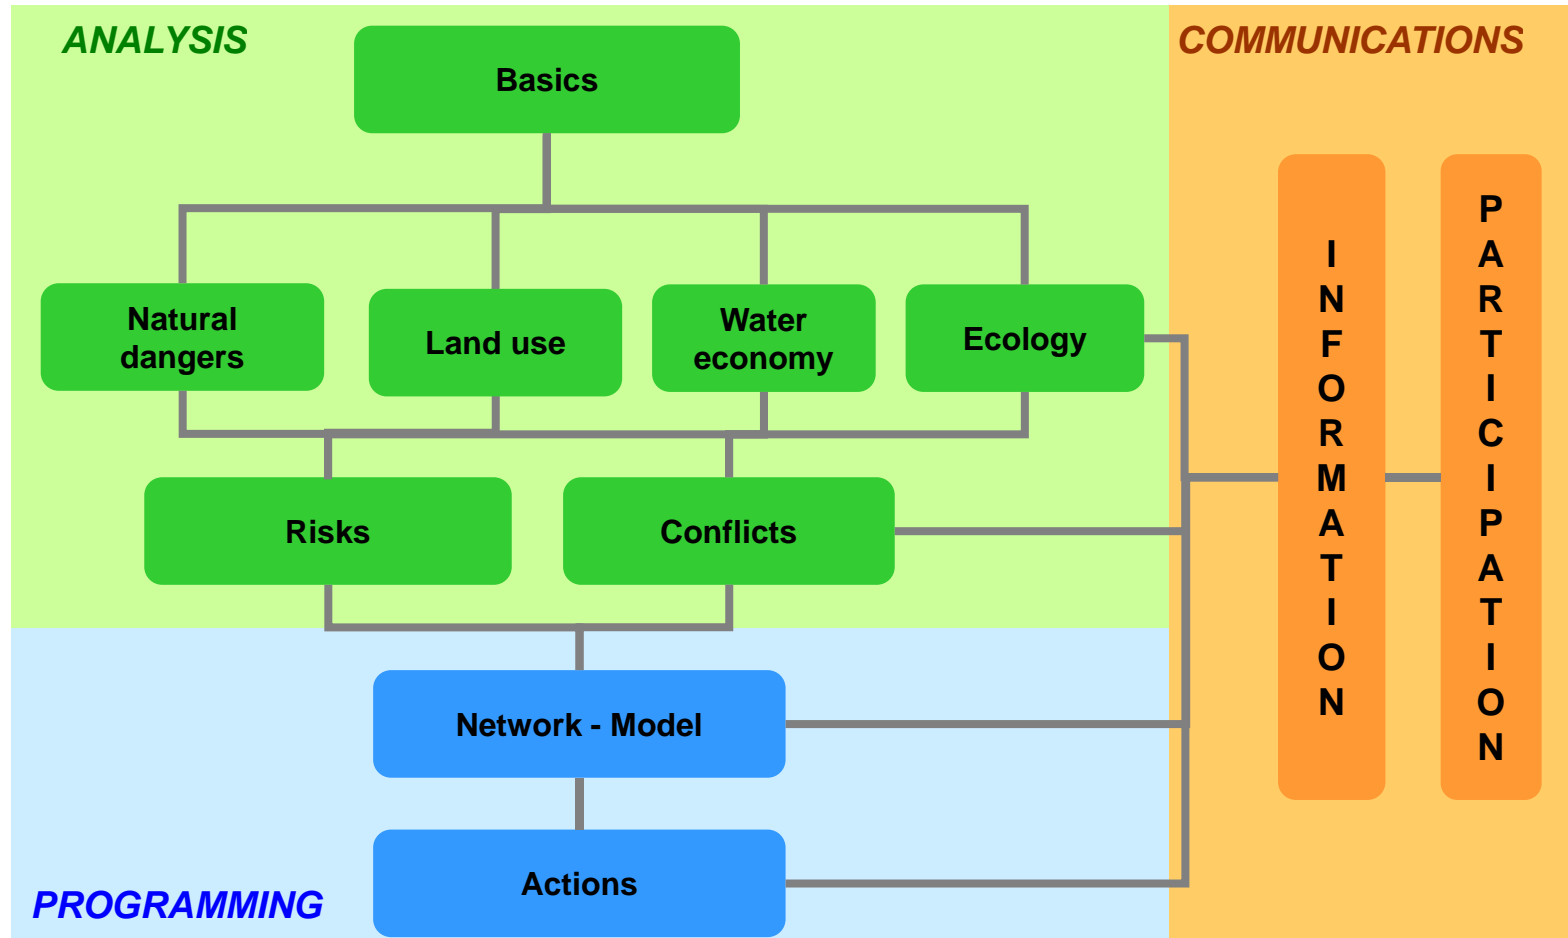 ANALYSIS
COMMUNICATIONS
Basics
Natural
dangers
Land use
Water
economy
Ecology
Risks
Conflicts
Network - Model
Actions
PROGRAMMING
INFORMATION
PARTICIPATION